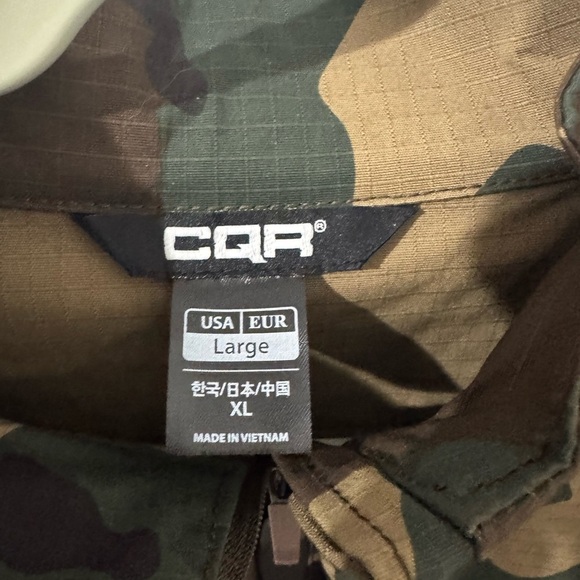 CQR®
USA | EUR
Large
한국/日本/中国
XL
MADE IN VIETNAM